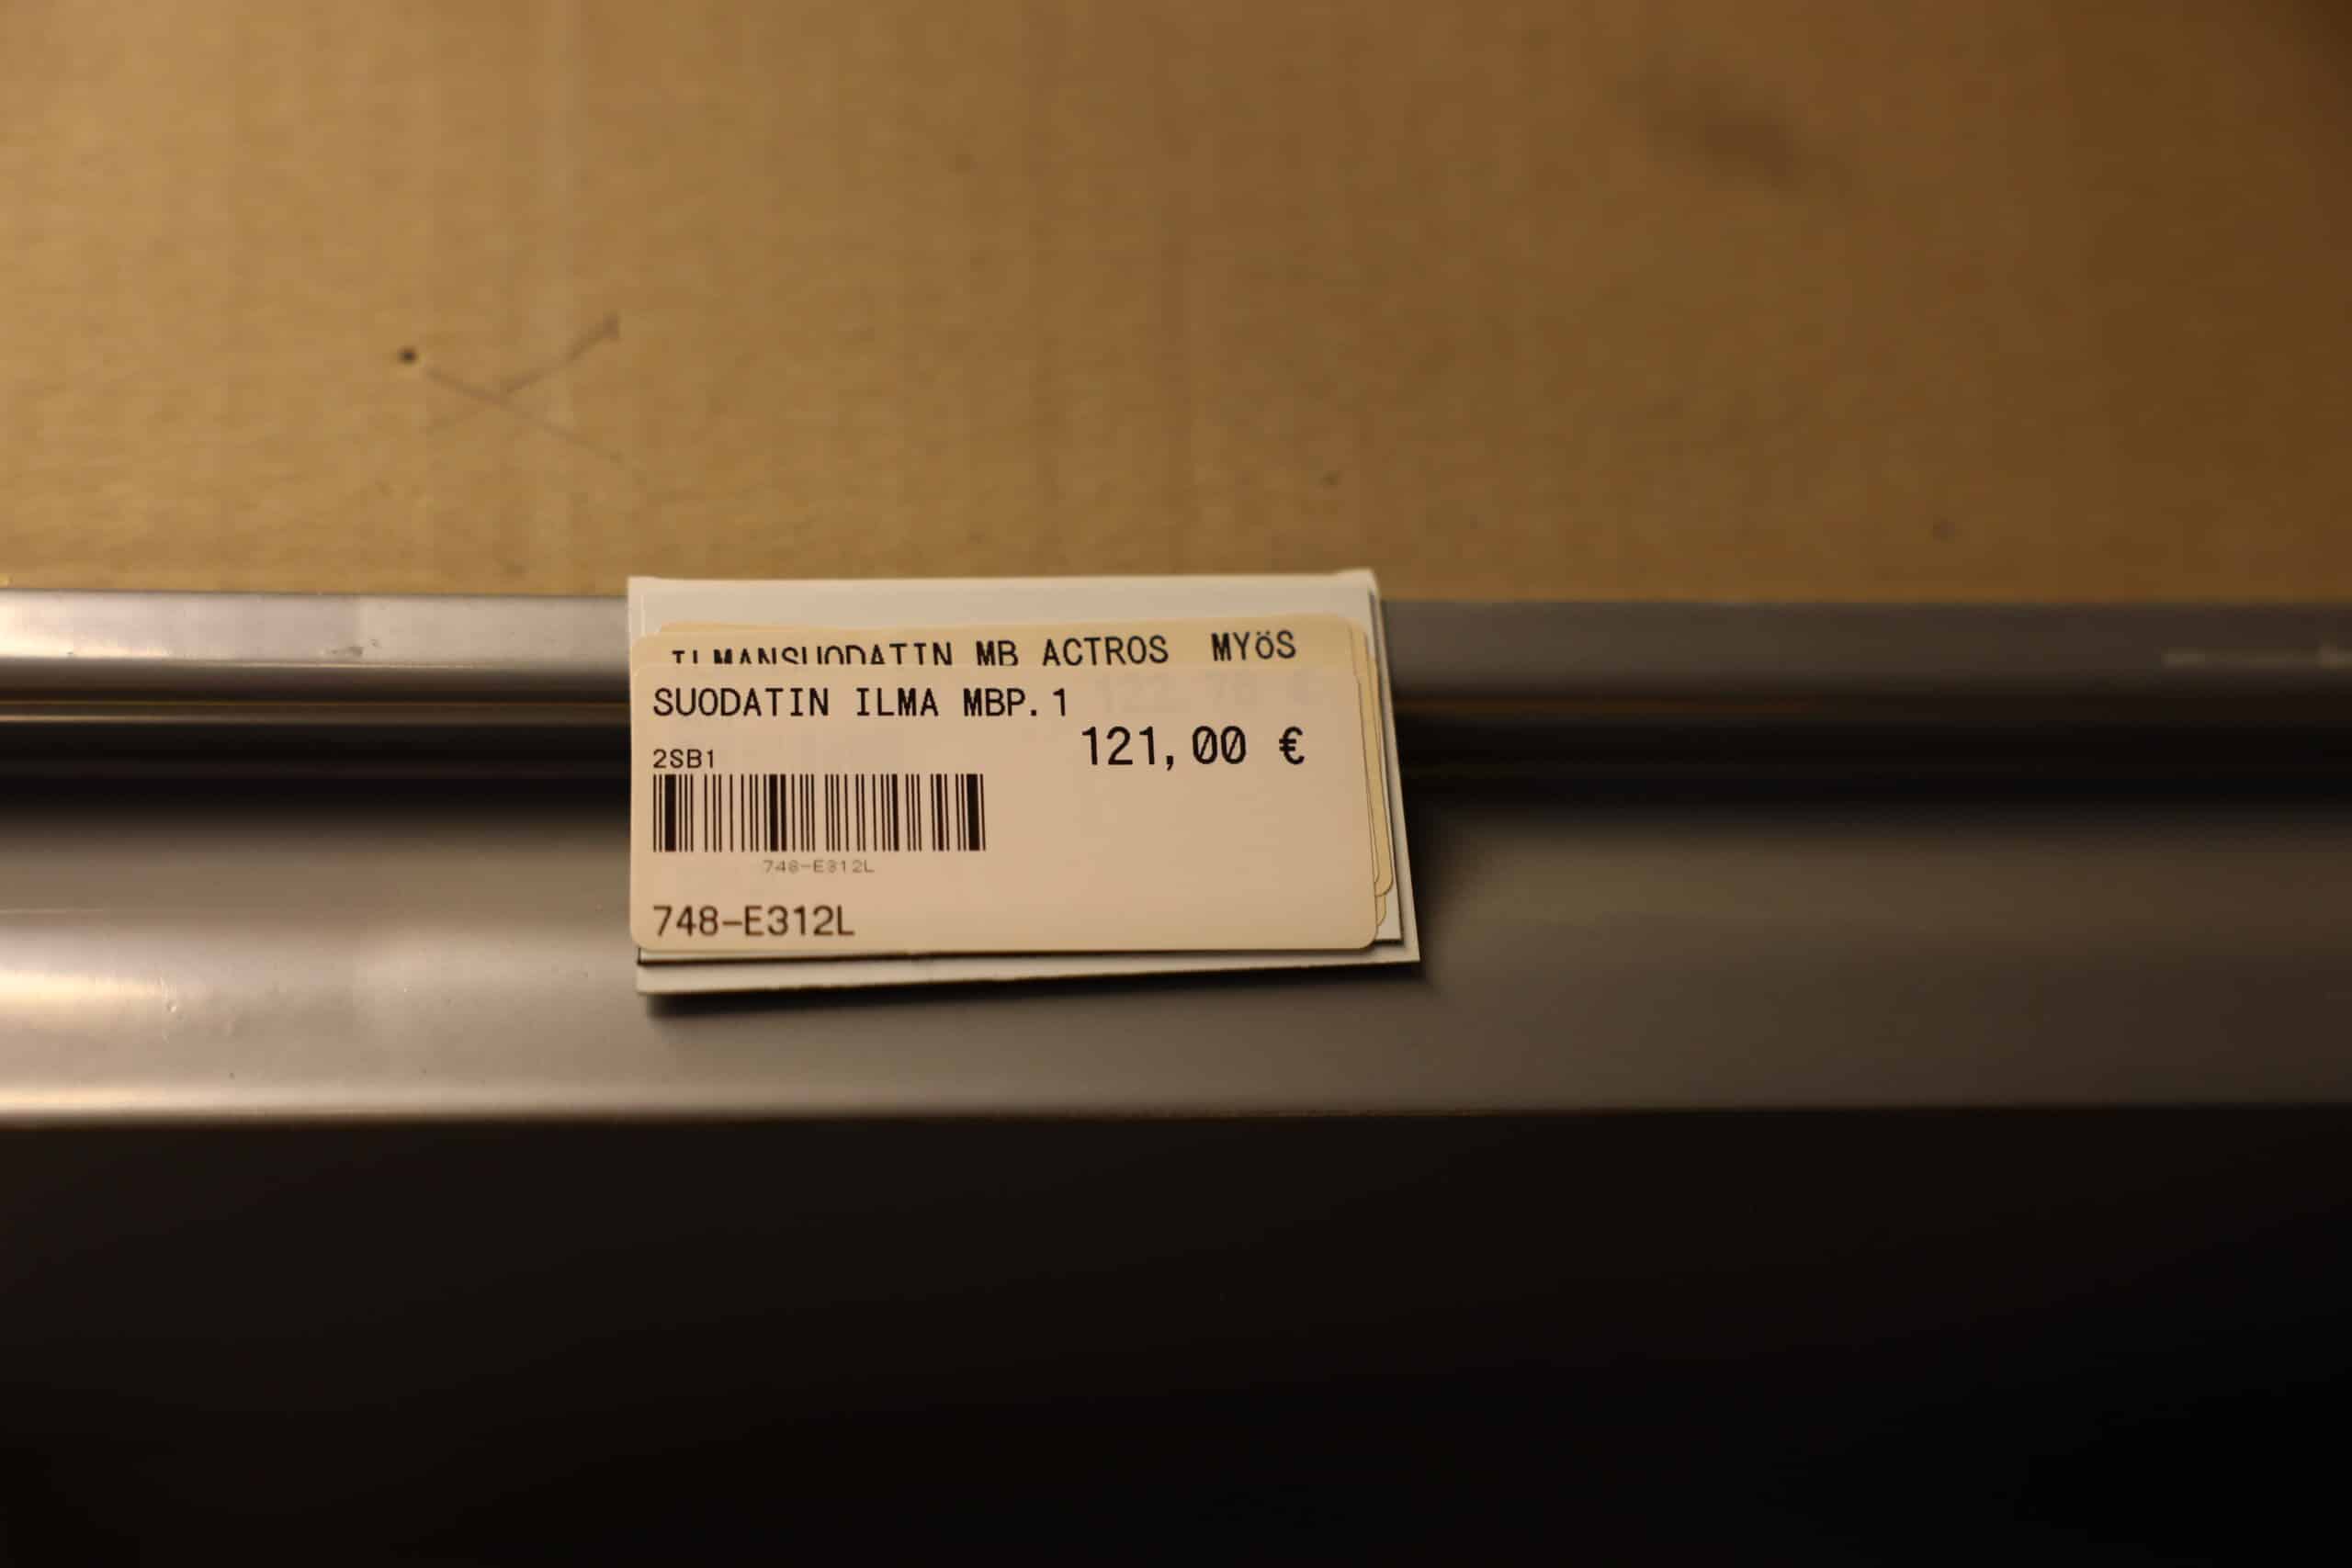 ILMANSUODATIN MB ACTROS MYöS
SUODATIN ILMA MBP.1
121,00 €
2SB1
748-E312L
748-E312L